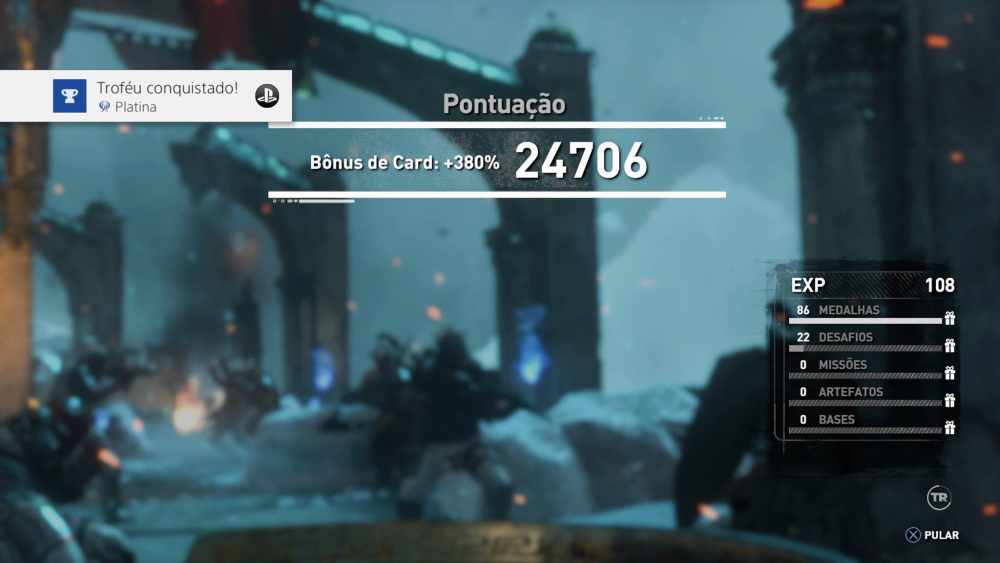 Troféu conquistado!
Platina
Pontuação
Bônus de Card: +380% 24706
EXP 108
86 MEDALHAS
22 DESAFIOS
0 MISSÕES
0 ARTEFATOS
0 BASES
TR
PULAR